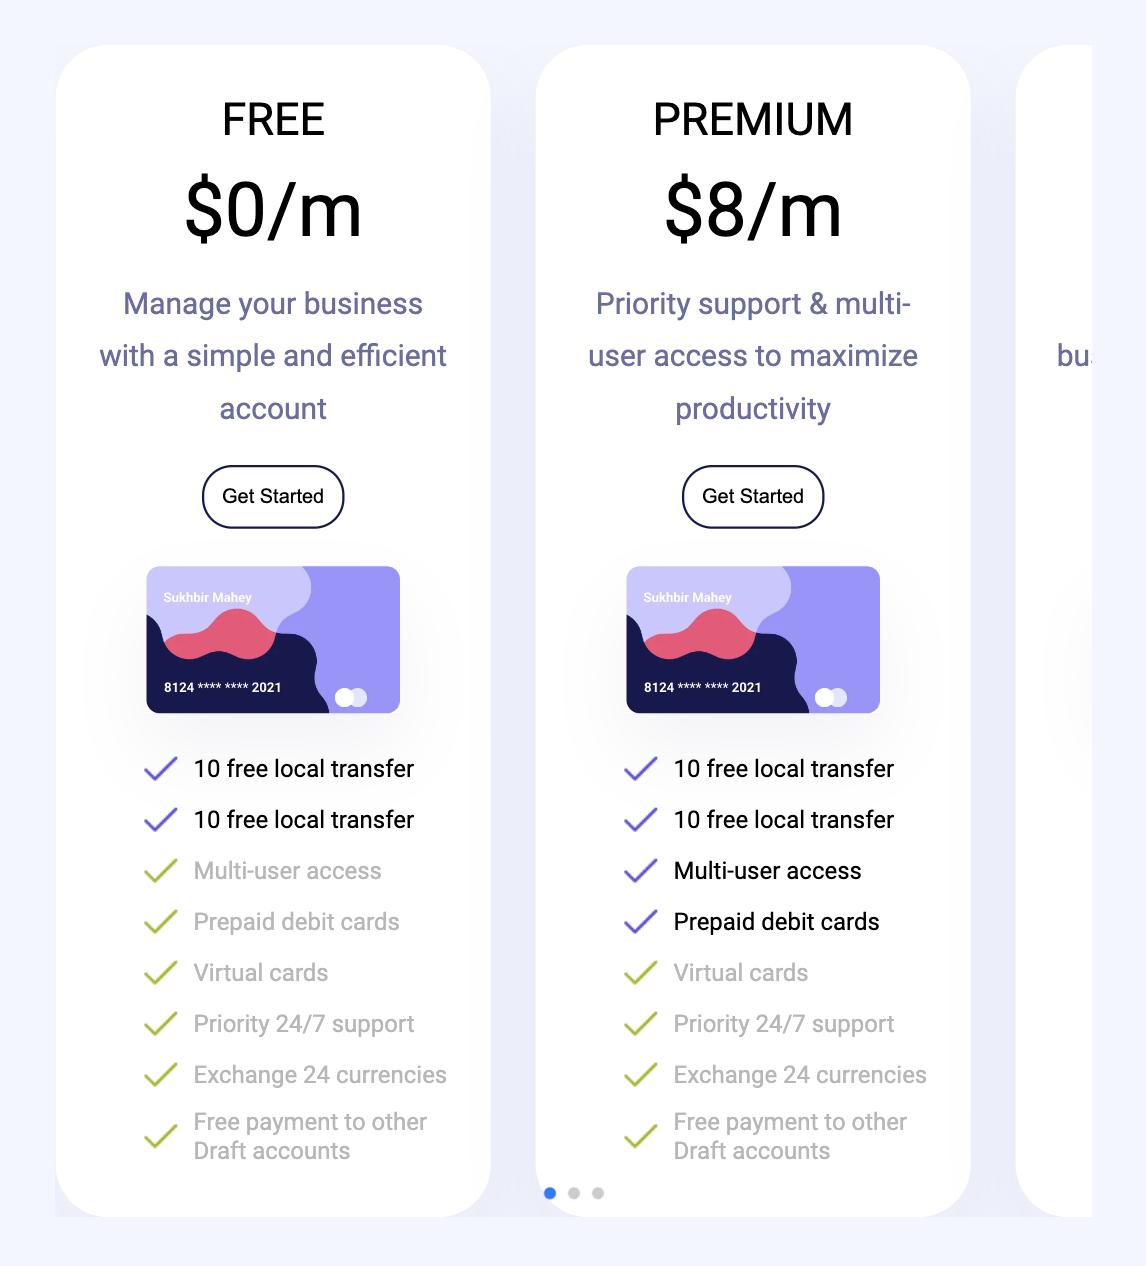 FREE
$0/m
Manage your business
with a simple and efficient
account
Get Started
Sukhbir Mahey
8124 **** **** 2021
10 free local transfer
10 free local transfer
Multi-user access
Prepaid debit cards
Virtual cards
Priority 24/7 support
Exchange 24 currencies
Free payment to other
Draft accounts
PREMIUM
$8/m
Priority support & multi-
user access to maximize
productivity
Get Started
Sukhbir Mahey
8124 **** **** 2021
10 free local transfer
10 free local transfer
Multi-user access
Prepaid debit cards
Virtual cards
Priority 24/7 support
Exchange 24 currencies
Free payment to other
Draft accounts